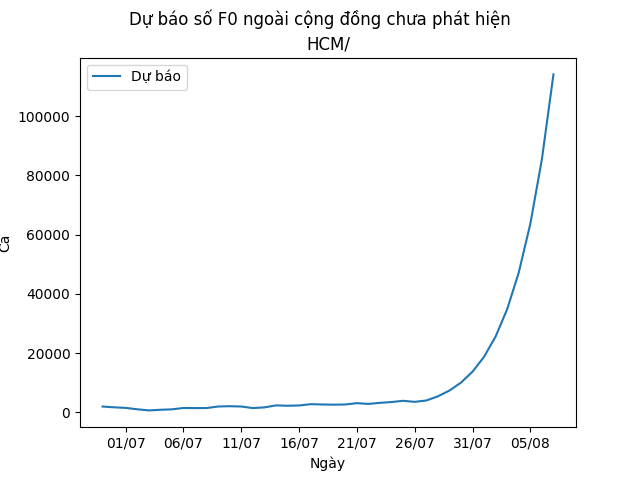 Dự báo số F0 ngoài cộng đồng chưa phát hiện
HCM/
Dự báo
100000
80000
60000
40000
20000
0
Ca
01/07 06/07 11/07 16/07 21/07 26/07 31/07 05/08
Ngày